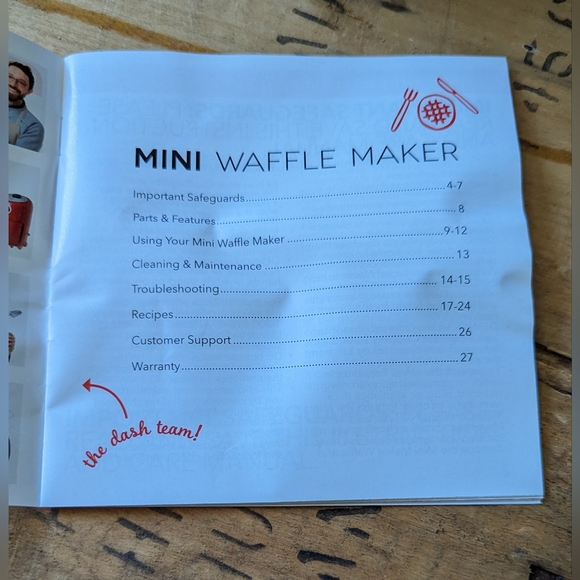 MINI WAFFLE MAKER
Important Safeguards 4-7
Parts & Features 8
Using Your Mini Waffle Maker 9-12
Cleaning & Maintenance 13
Troubleshooting 14-15
Recipes 17-24
Customer Support 26
Warranty 27
the dash team!